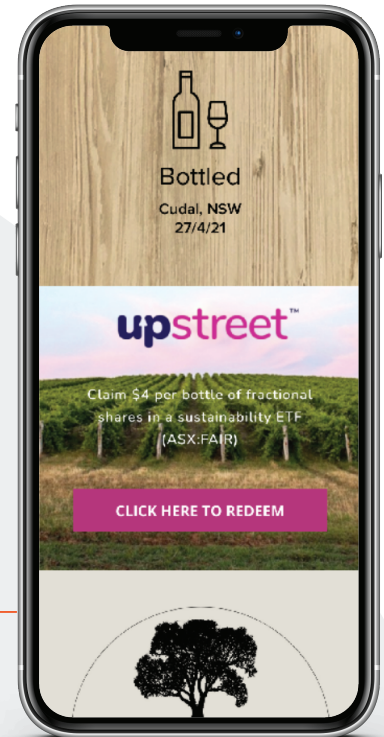 Bottled
Cudal, NSW
27/4/21
upstreet™
Claim $4 per bottle of fractional
shares in a sustainability ETF
(ASX:FAIR)
CLICK HERE TO REDEEM